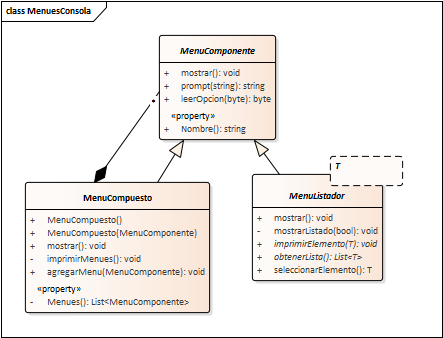 class MenuesConsola
MenuComponente
+ mostrar(): void
+ prompt(string): string
+ leerOpcion(byte): byte
«property»
+ Nombre(): string
MenuCompuesto
+ MenuCompuesto()
+ MenuCompuesto(MenuComponente)
+ mostrar(): void
- imprimirMenues(): void
+ agregarMenu(MenuComponente): void
«property»
- Menues(): List<MenuComponente>
T
MenuListador
+ mostrar(): void
- mostrarListado(bool): void
+ imprimirElemento(T): void
+ obtenerLista(): List<T>
+ seleccionarElemento(): T